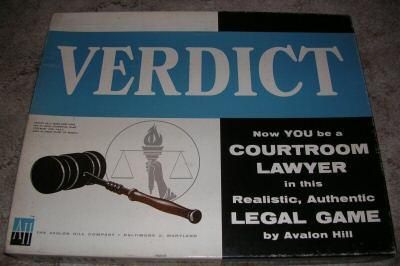 VERDICT
Now YOU be a
COURTROOM
LAWYER
in this
Realistic, Authentic
LEGAL GAME
by Avalon Hill
AH
THE AVALON HILL COMPANY • BALTIMORE 2, MARYLAND